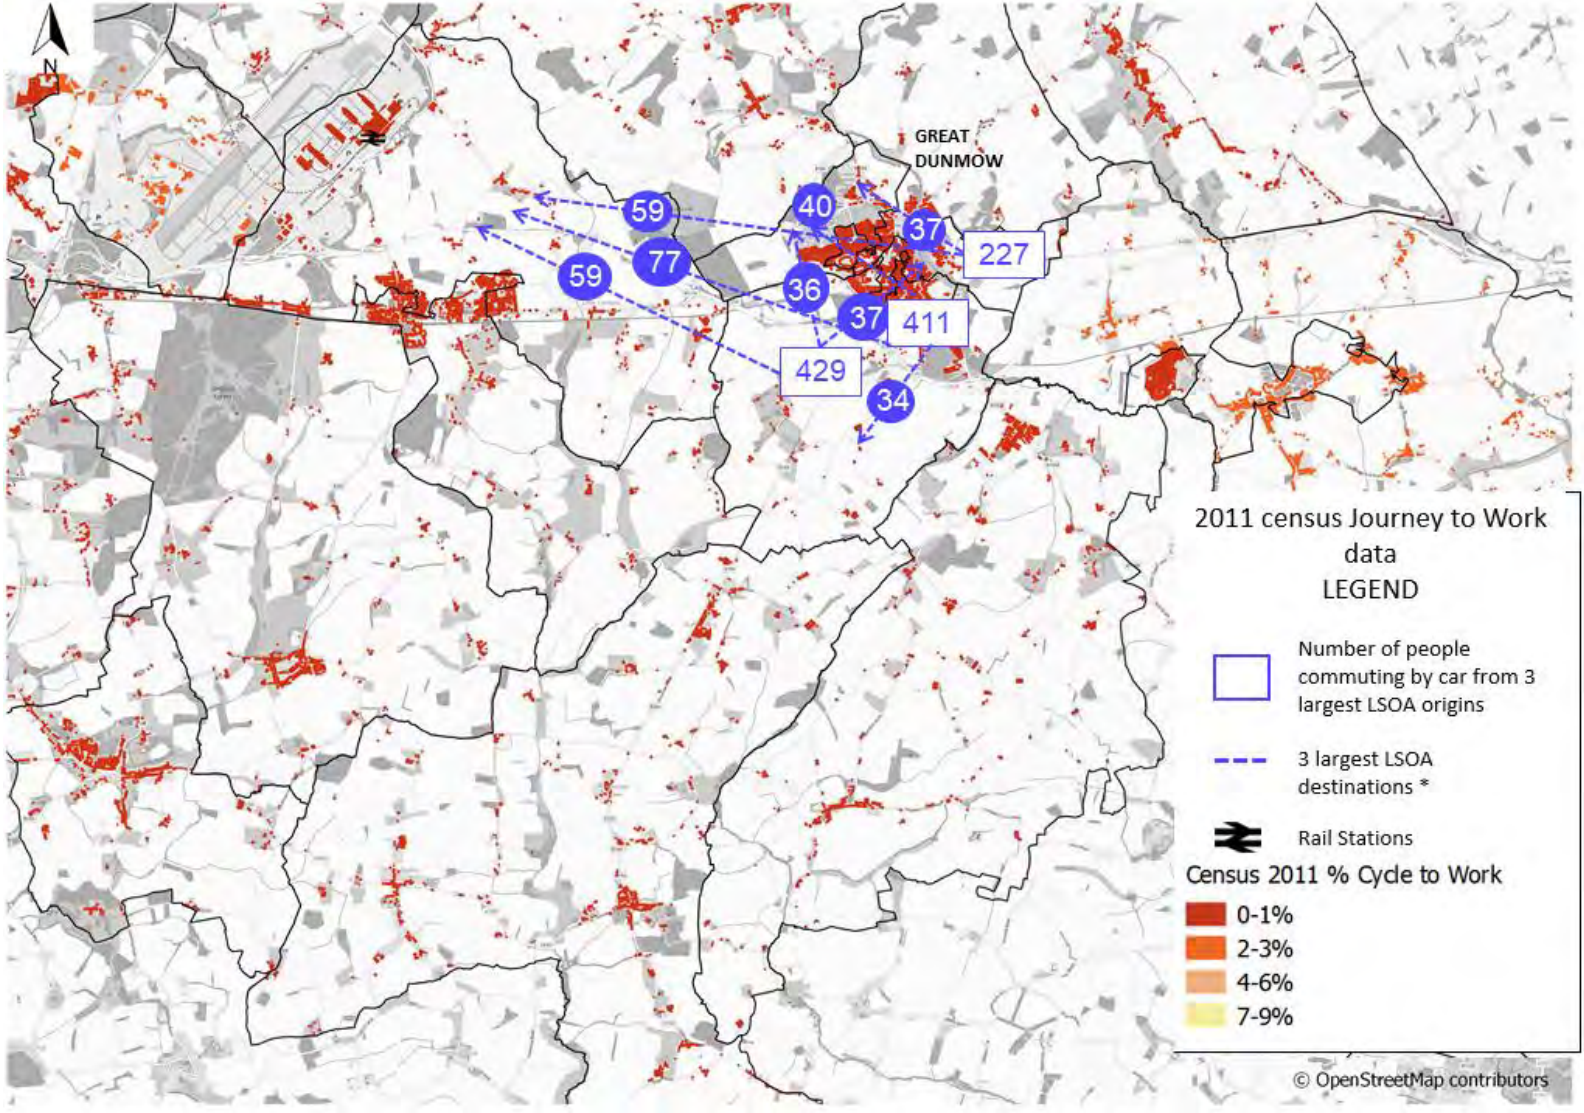 N
GREAT
DUNMOW
59
40
37
227
77
59
36
37
411
429
34
2011 census Journey to Work
data
LEGEND
Number of people
commuting by car from 3
largest LSOA origins
3 largest LSOA
destinations *
Rail Stations
Census 2011 % Cycle to Work
0-1%
2-3%
4-6%
7-9%
© OpenStreetMap contributors